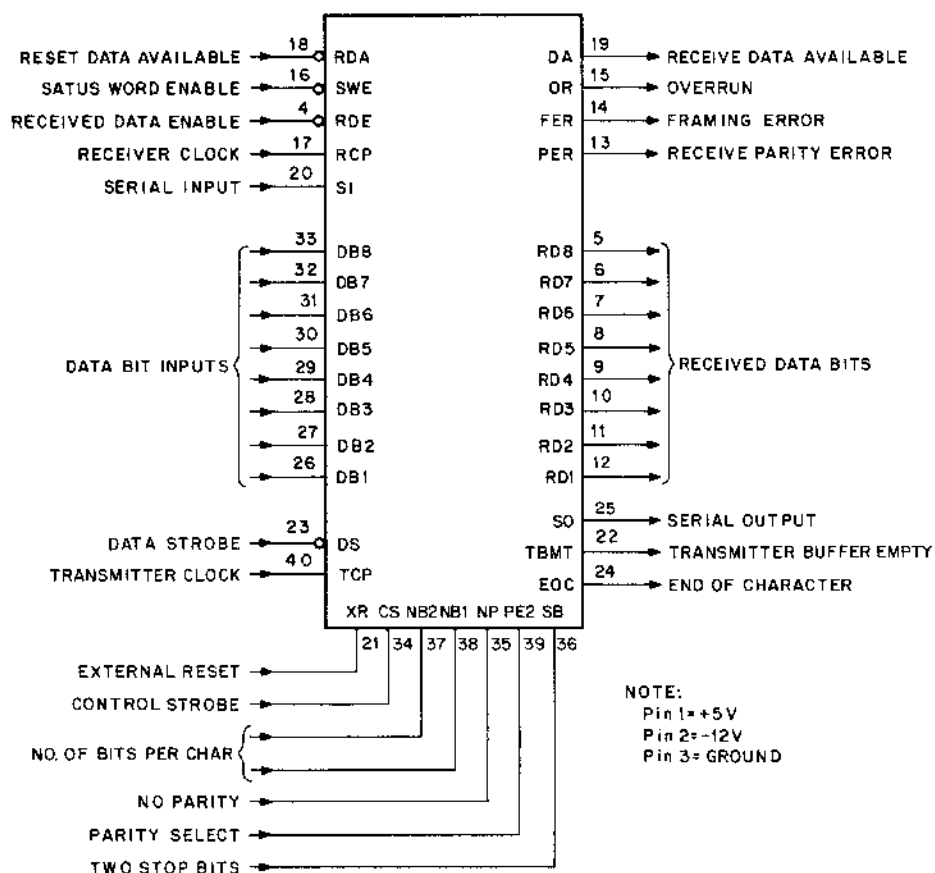 RESET DATA AVAILABLE 18 RDA DA 19 RECEIVE DATA AVAILABLE
SATUS WORD ENABLE 16 SWE OR 15 OVERRUN
RECEIVED DATA ENABLE 4 RDE FER 14 FRAMING ERROR
RECEIVER CLOCK 17 RCP PER 13 RECEIVE PARITY ERROR
SERIAL INPUT 20 SI
33 DB8 RD8 5
32 DB7 RD7 6
31 DB6 RD6 7
30 DB5 RD5 8
DATA BIT INPUTS RECEIVED DATA BITS
29 DB4 RD4 9
28 DB3 RD3 10
27 DB2 RD2 11
26 DB1 RD1 12
SO 25 SERIAL OUTPUT
DATA STROBE 23 DS TBMT 22 TRANSMITTER BUFFER EMPTY
TRANSMITTER CLOCK 40 TCP EOC 24 END OF CHARACTER
XR CS NB2 NB1 NP PE2 SB
21 34 37 38 35 39 36
EXTERNAL RESET
CONTROL STROBE
NO. OF BITS PER CHAR
NO PARITY
PARITY SELECT
TWO STOP BITS
NOTE:
Pin 1= +5V
Pin 2= -12V
Pin 3= GROUND